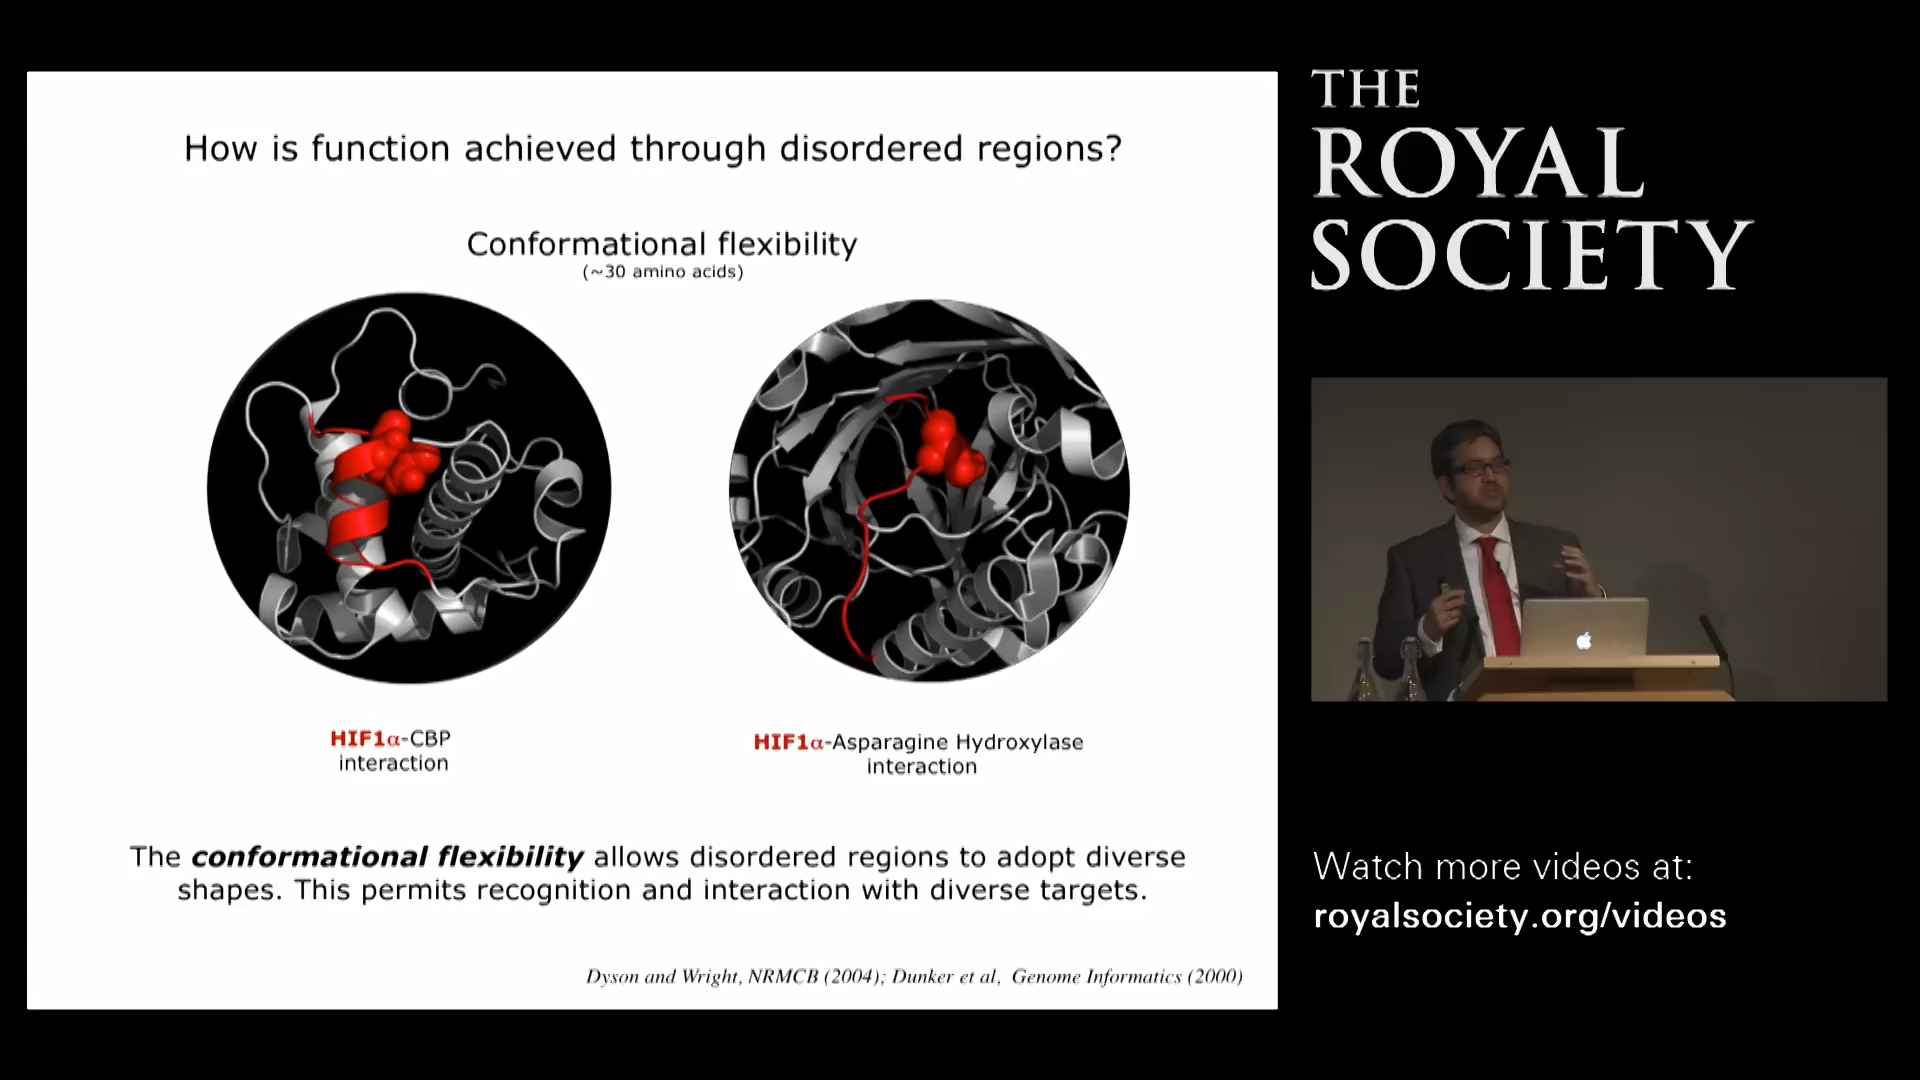 How is function achieved through disordered regions?
Conformational flexibility
(~30 amino acids)
HIF1α-CBP
interaction
HIF1α-Asparagine Hydroxylase
interaction
The conformational flexibility allows disordered regions to adopt diverse
shapes. This permits recognition and interaction with diverse targets.
Dyson and Wright, NRMCB (2004); Dunker et al, Genome Informatics (2000)
THE
ROYAL
SOCIETY
Watch more videos at:
royalsociety.org/videos